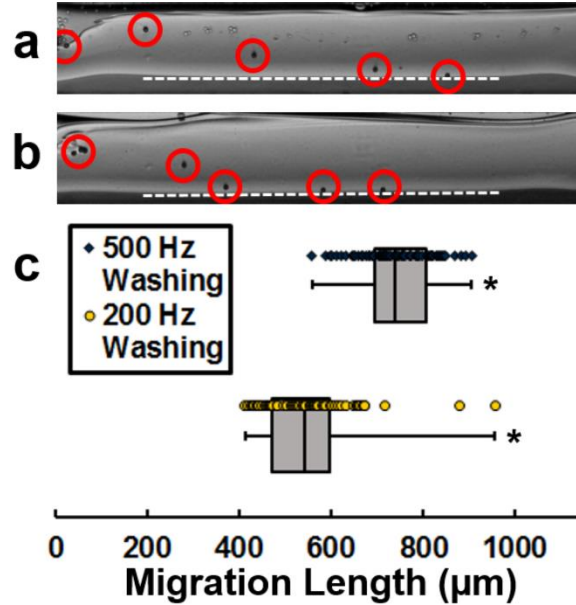 a
b
c
500 Hz
Washing
200 Hz
Washing
*
*
0 200 400 600 800 1000
Migration Length (µm)